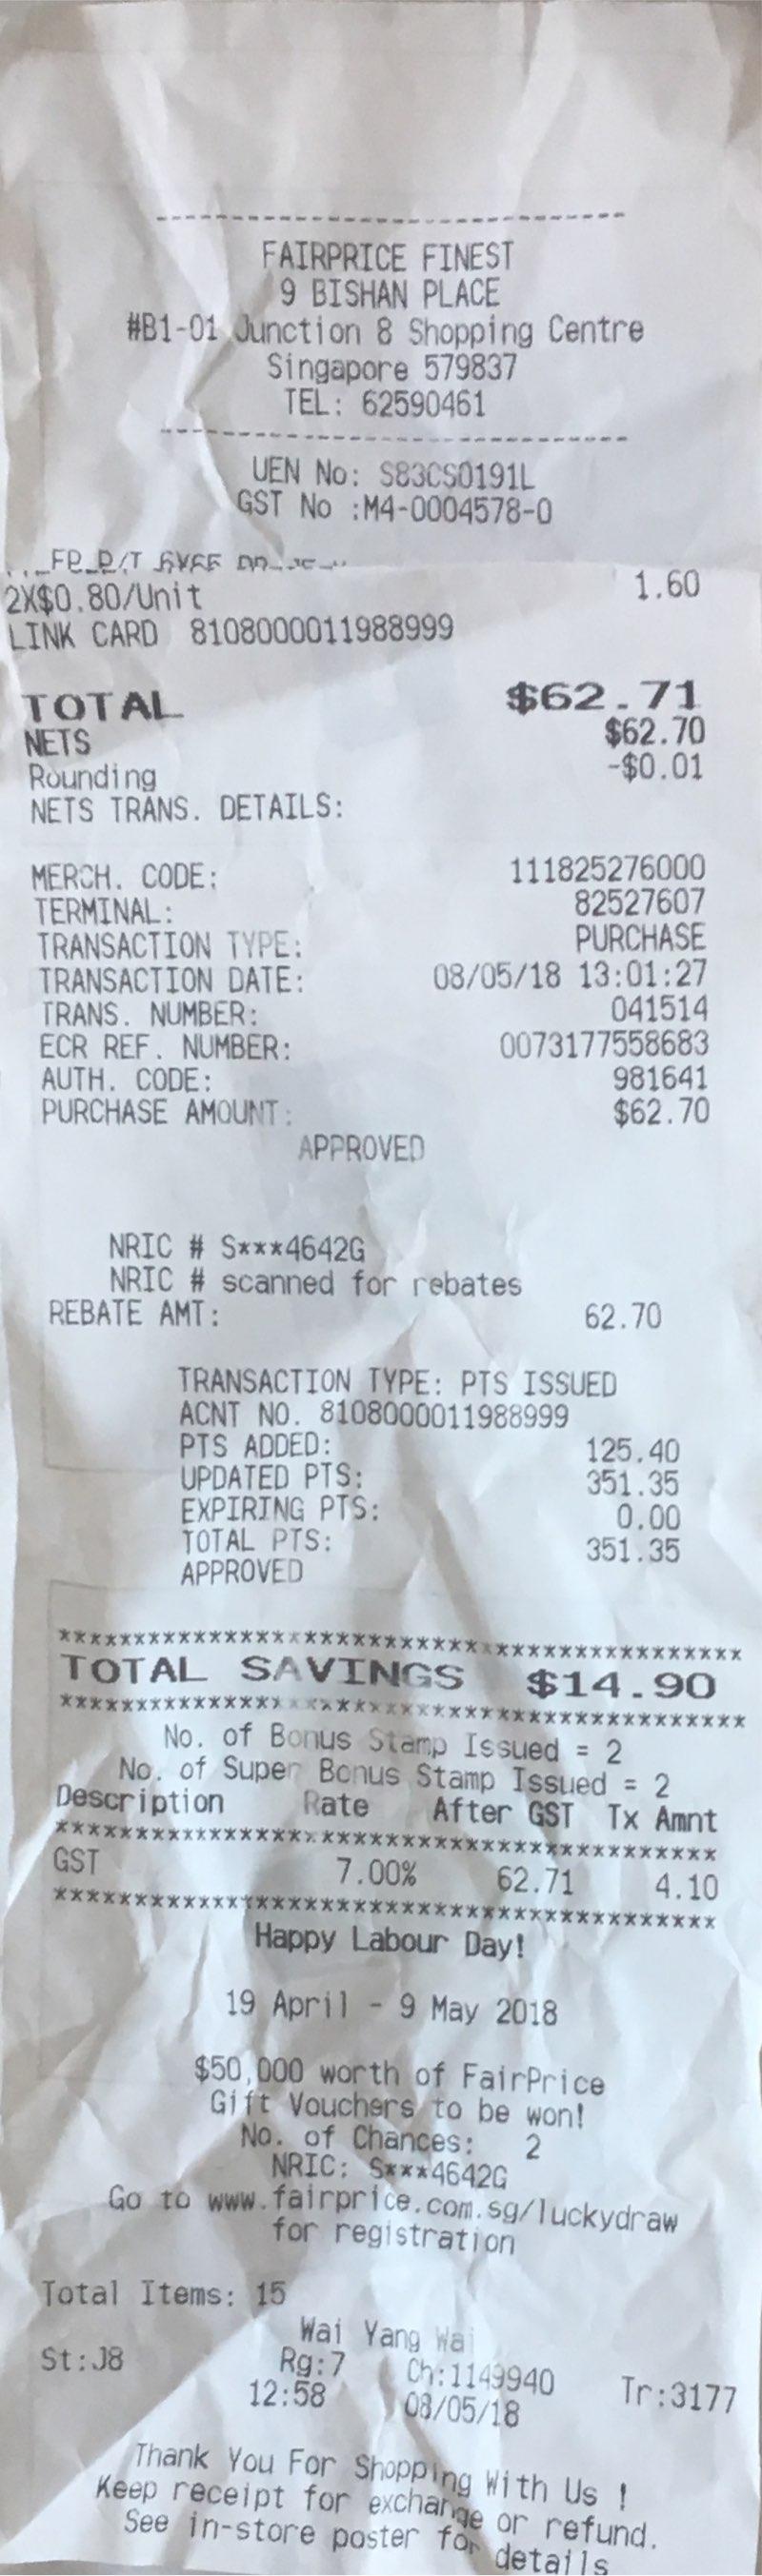 FAIRPRICE FINEST
9 BISHAN PLACE
#B1-01 Junction 8 Shopping Centre
Singapore 579837
TEL: 62590461
UEN No: S83CS0191L
GST No :M4-0004578-0
2X$0.80/Unit 1.60
LINK CARD 8108000011988999
TOTAL $62.71
NETS $62.70
Rounding -$0.01
NETS TRANS. DETAILS:
MERCH. CODE: 111825276000
TERMINAL: 82527607
TRANSACTION TYPE: PURCHASE
TRANSACTION DATE: 08/05/18 13:01:27
TRANS. NUMBER: 041514
ECR REF. NUMBER: 0073177558683
AUTH. CODE: 981641
PURCHASE AMOUNT: $62.70
APPROVED
NRIC # S***4642G
NRIC # scanned for rebates
REBATE AMT: 62.70
TRANSACTION TYPE: PTS ISSUED
ACNT NO. 8108000011988999
PTS ADDED: 125.40
UPDATED PTS: 351.35
EXPIRING PTS: 0.00
TOTAL PTS: 351.35
APPROVED
TOTAL SAVINGS $14.90
No. of Bonus Stamp Issued = 2
No. of Super Bonus Stamp Issued = 2
Description Rate After GST Tx Amnt
GST 7.00% 62.71 4.10
Happy Labour Day!
19 April - 9 May 2018
$50,000 worth of FairPrice
Gift Vouchers to be won!
No. of Chances: 2
NRIC: S***4642G
Go to www.fairprice.com.sg/luckydraw
for registration
Total Items: 15
Wai Yang Wai
St:J8 Rg:7 Ch:1149940 Tr:3177
12:58 08/05/18
Thank You For Shopping With Us !
Keep receipt for exchange or refund.
See in-store poster for details